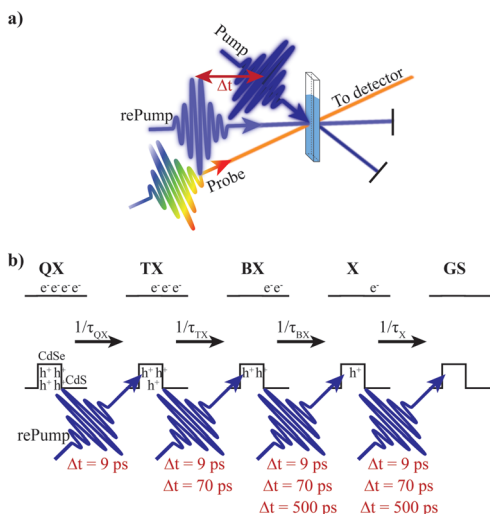 a)
Pump
Δt
rePump
To detector
Probe
b)
QX TX BX X GS
e⁻e⁻e⁻e⁻ e⁻e⁻e⁻ e⁻e⁻ e⁻
1/τQX 1/τTX 1/τBX 1/τX
CdSe
h⁺ h⁺ h⁺h⁺ h⁺h⁺ h⁺
h⁺ h⁺ CdS h⁺
rePump
Δt = 9 ps Δt = 9 ps Δt = 9 ps Δt = 9 ps
Δt = 70 ps Δt = 70 ps Δt = 70 ps
Δt = 500 ps Δt = 500 ps